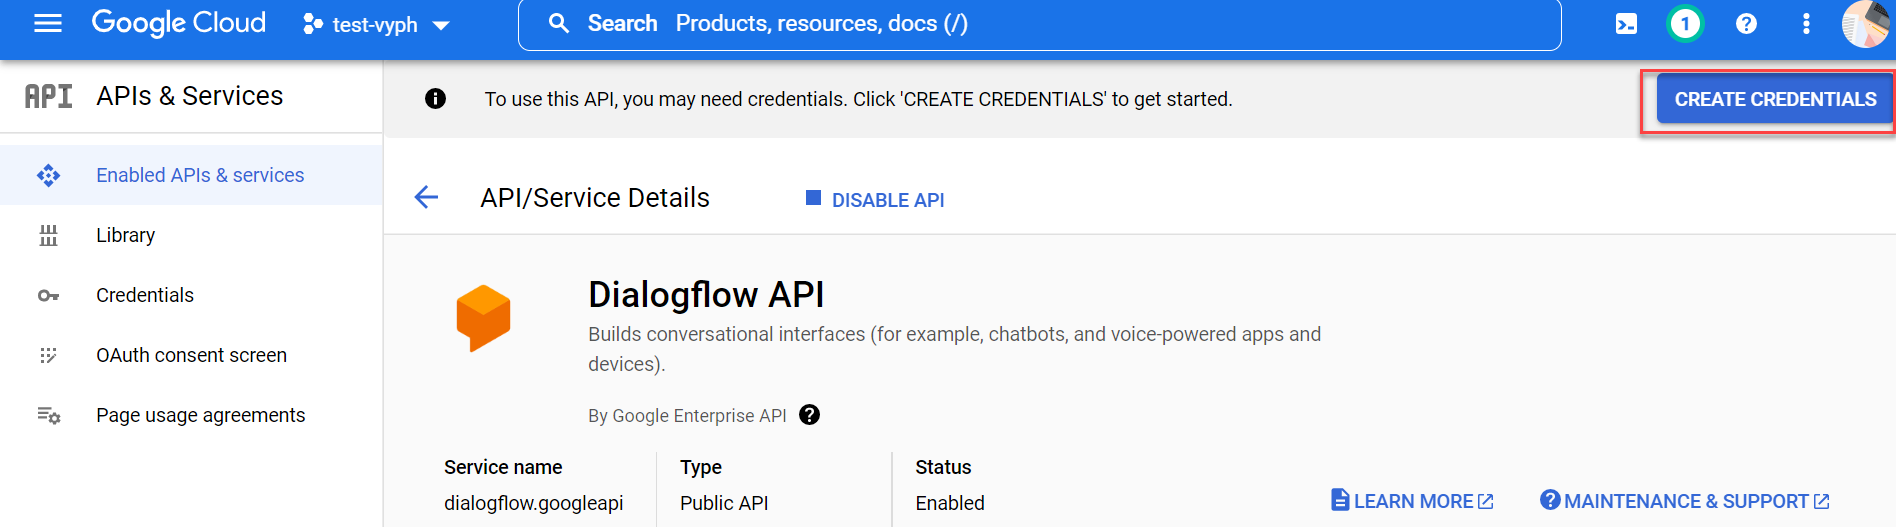 Google Cloud
test-vyph
Search Products, resources, docs (/)
1
API APIs & Services
To use this API, you may need credentials. Click 'CREATE CREDENTIALS' to get started.
CREATE CREDENTIALS
Enabled APIs & services
Library
Credentials
OAuth consent screen
Page usage agreements
API/Service Details
DISABLE API
Dialogflow API
Builds conversational interfaces (for example, chatbots, and voice-powered apps and
devices).
By Google Enterprise API
Service name
dialogflow.googleapi
Type
Public API
Status
Enabled
LEARN MORE
MAINTENANCE & SUPPORT